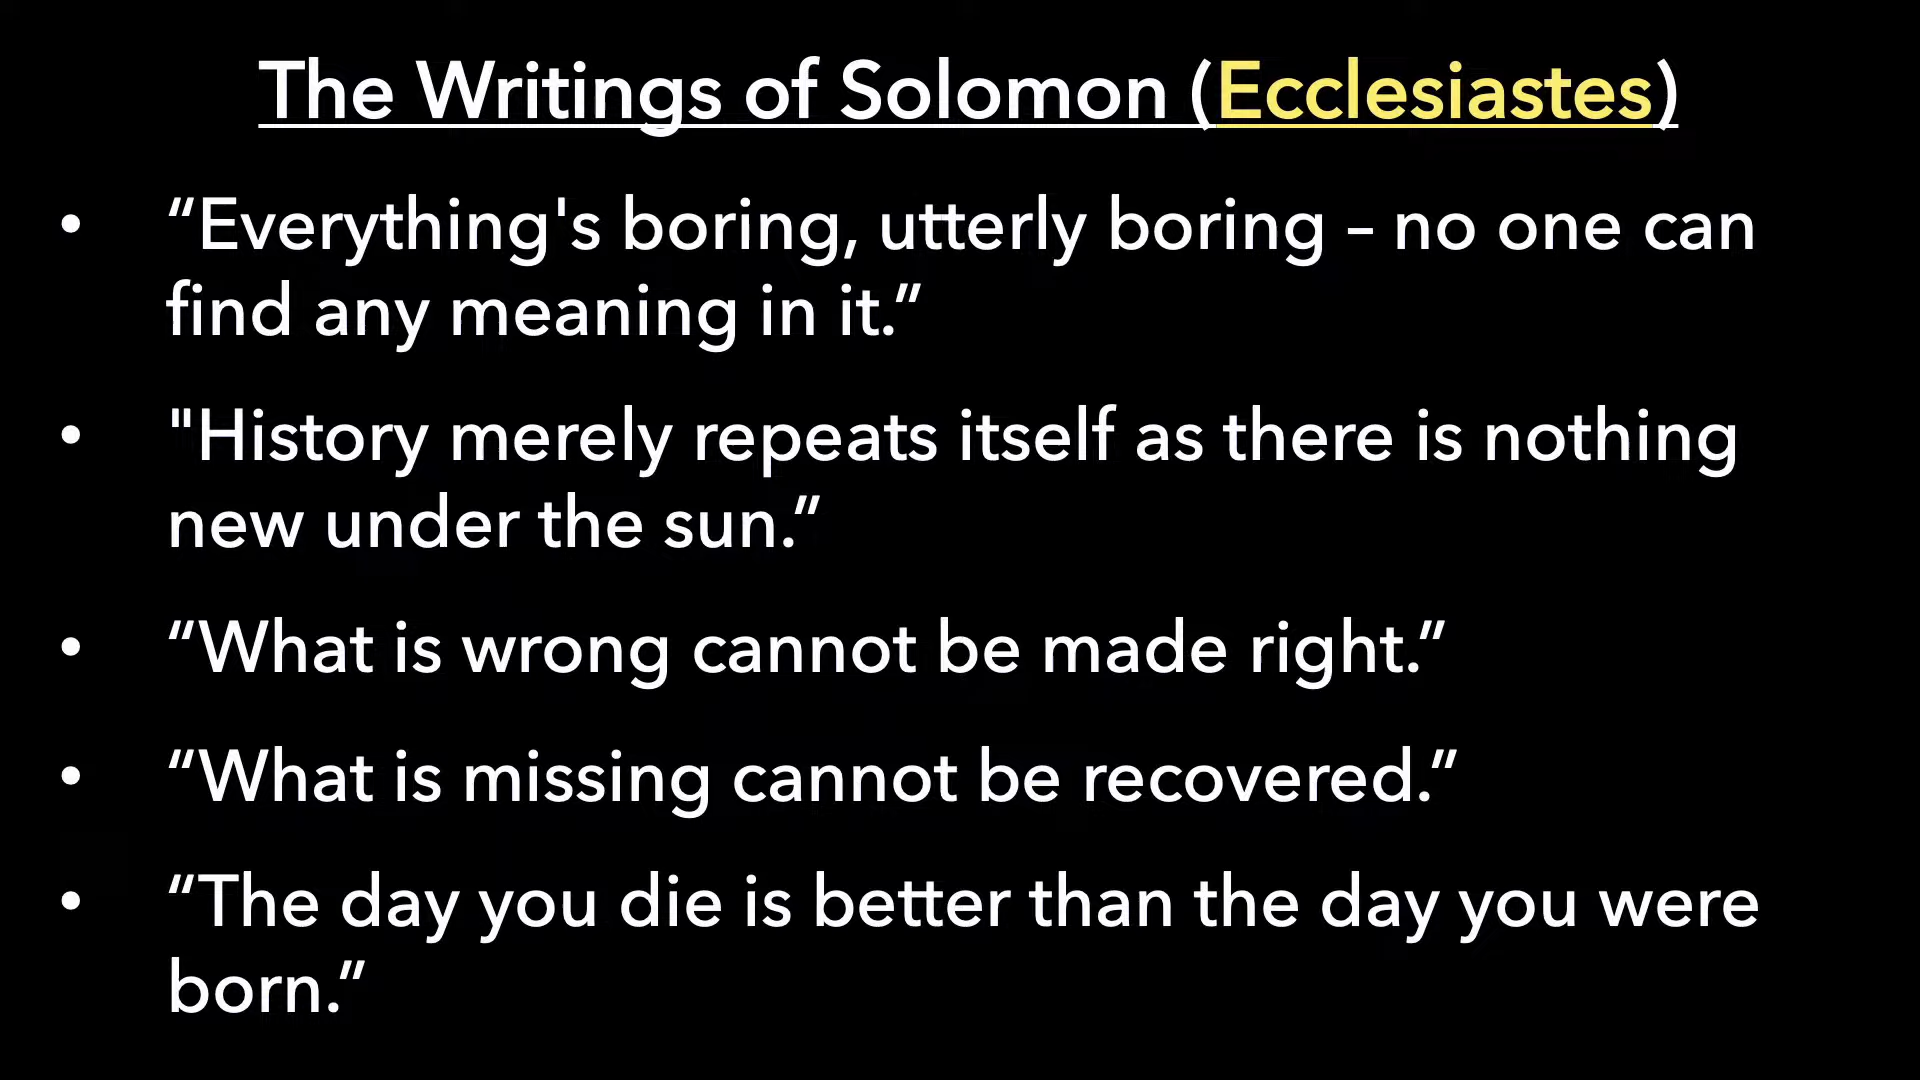 The Writings of Solomon (Ecclesiastes)
• “Everything's boring, utterly boring – no one can
find any meaning in it.”
• "History merely repeats itself as there is nothing
new under the sun.”
• “What is wrong cannot be made right.”
• “What is missing cannot be recovered.”
• “The day you die is better than the day you were
born.”